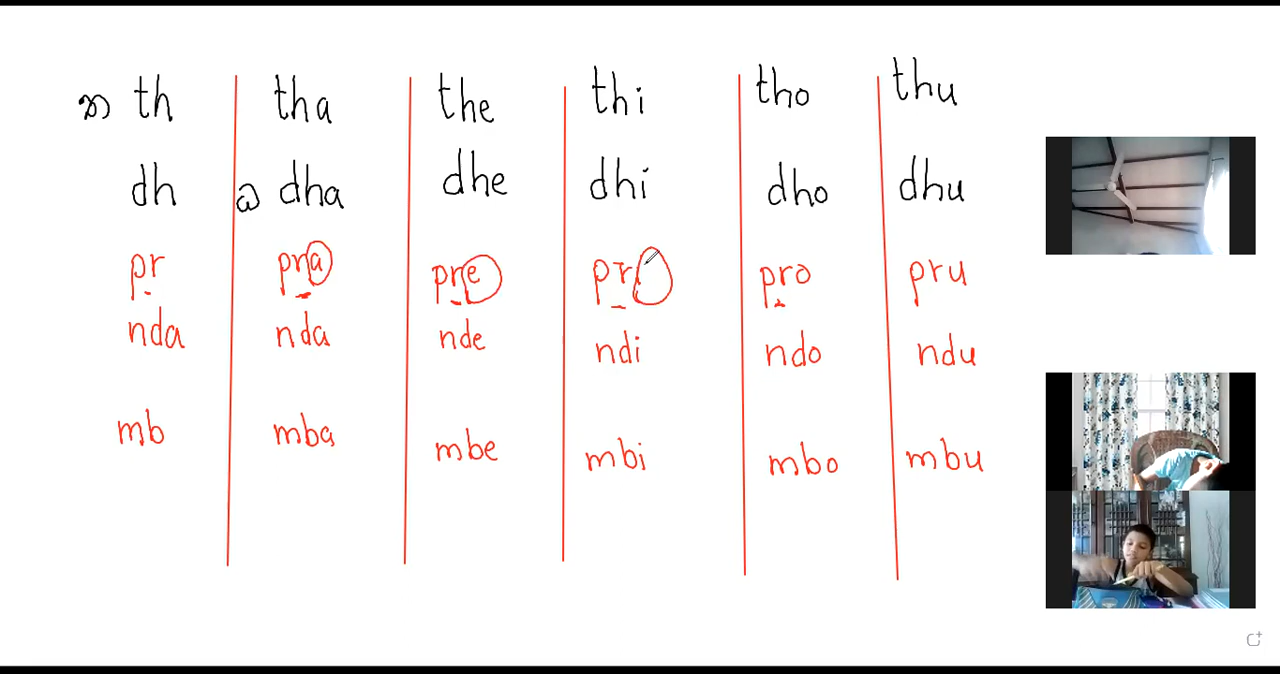 ත th tha the thi tho thu
dh ද dha dhe dhi dho dhu
pr pra pre pri pro pru
nda nda nde ndi ndo ndu
mb mba mbe mbi mbo mbu